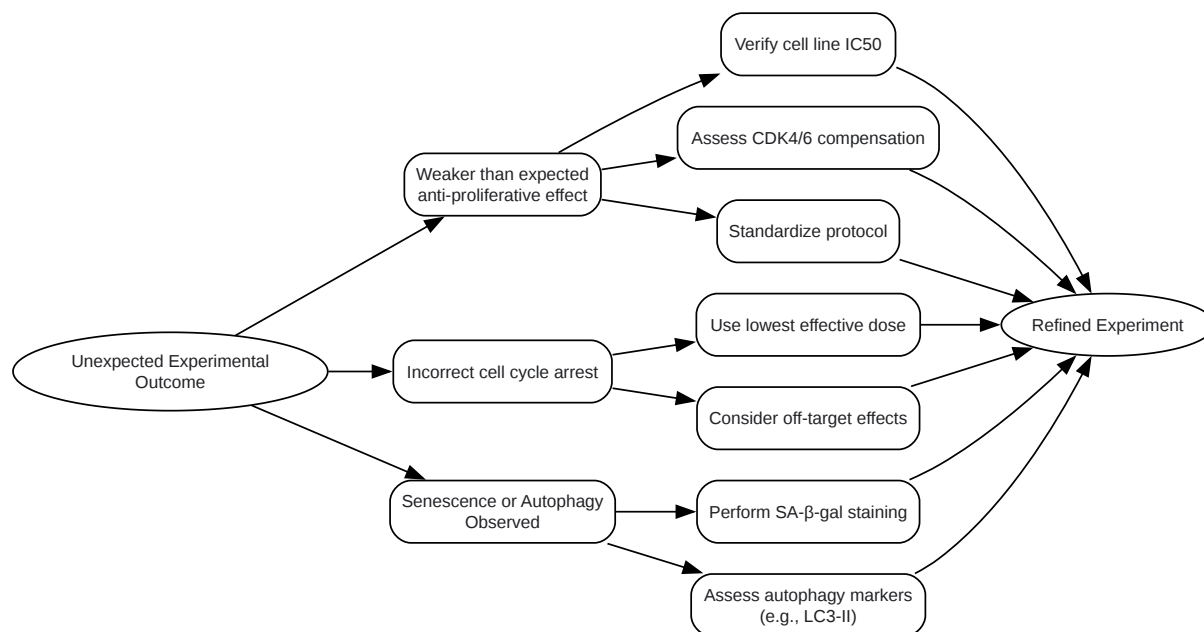 Verify cell line IC50
Assess CDK4/6 compensation
Weaker than expected
anti-proliferative effect
Standardize protocol
Use lowest effective dose
Refined Experiment
Unexpected Experimental
Outcome
Incorrect cell cycle arrest
Consider off-target effects
Senescence or Autophagy
Observed
Perform SA-β-gal staining
Assess autophagy markers
(e.g., LC3-II)